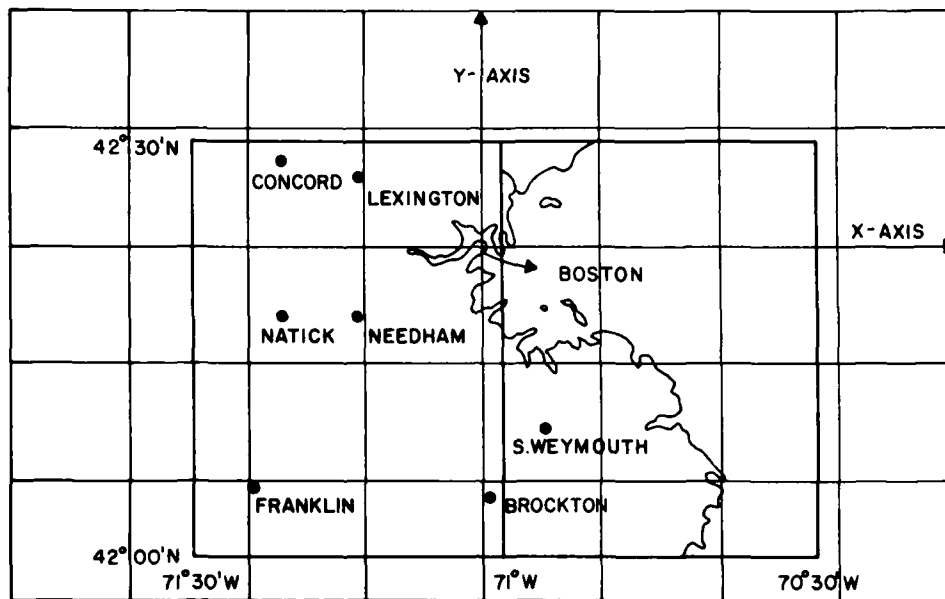 Y-AXIS
42°30'N
CONCORD
LEXINGTON
X-AXIS
BOSTON
NATICK
NEEDHAM
S.WEYMOUTH
FRANKLIN
BROCKTON
42°00'N
71°30'W
71°W
70°30'W